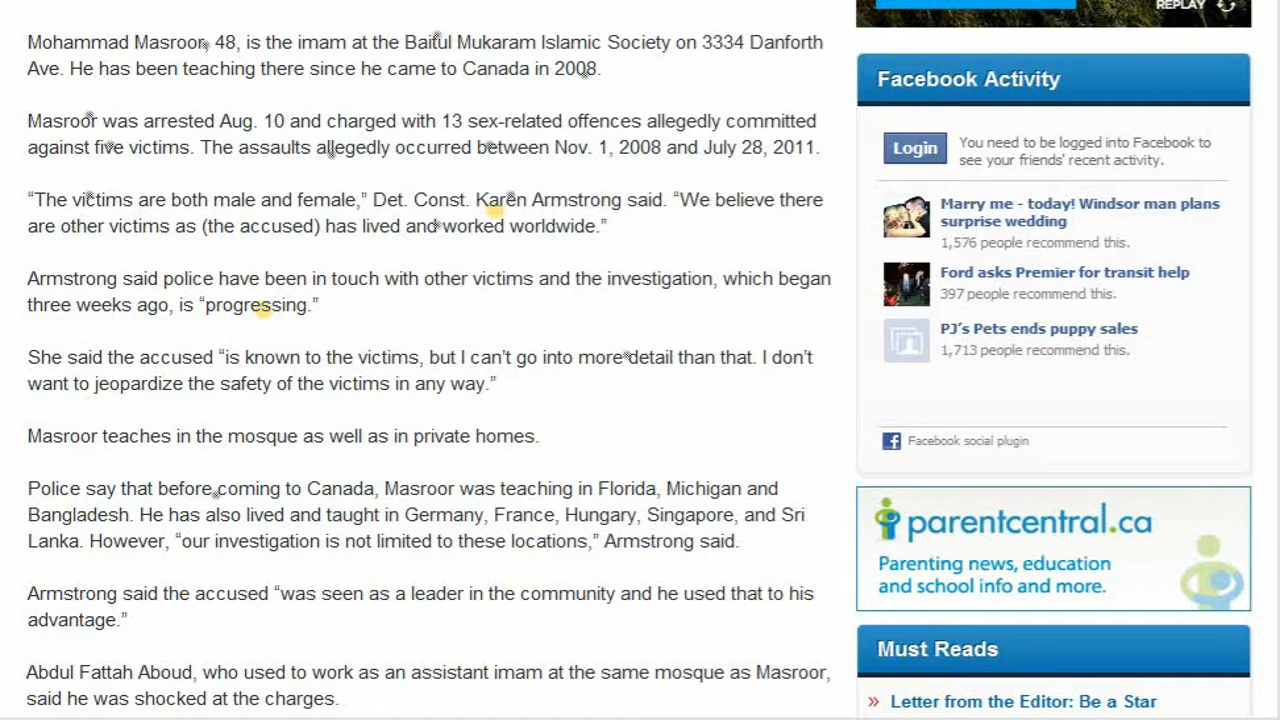 REPLAY
Mohammad Masroor, 48, is the imam at the Baitul Mukaram Islamic Society on 3334 Danforth
Ave. He has been teaching there since he came to Canada in 2008.
Masroor was arrested Aug. 10 and charged with 13 sex-related offences allegedly committed
against five victims. The assaults allegedly occurred between Nov. 1, 2008 and July 28, 2011.
“The victims are both male and female,” Det. Const. Karen Armstrong said. “We believe there
are other victims as (the accused) has lived and worked worldwide.”
Armstrong said police have been in touch with other victims and the investigation, which began
three weeks ago, is “progressing.”
She said the accused “is known to the victims, but I can’t go into more detail than that. I don’t
want to jeopardize the safety of the victims in any way.”
Masroor teaches in the mosque as well as in private homes.
Police say that before coming to Canada, Masroor was teaching in Florida, Michigan and
Bangladesh. He has also lived and taught in Germany, France, Hungary, Singapore, and Sri
Lanka. However, “our investigation is not limited to these locations,” Armstrong said.
Armstrong said the accused “was seen as a leader in the community and he used that to his
advantage.”
Abdul Fattah Aboud, who used to work as an assistant imam at the same mosque as Masroor,
said he was shocked at the charges.
Facebook Activity
Login
You need to be logged into Facebook to
see your friends' recent activity.
Marry me - today! Windsor man plans
surprise wedding
1,576 people recommend this.
Ford asks Premier for transit help
397 people recommend this.
PJ’s Pets ends puppy sales
1,713 people recommend this.
Facebook social plugin
parentcentral.ca
Parenting news, education
and school info and more.
Must Reads
» Letter from the Editor: Be a Star